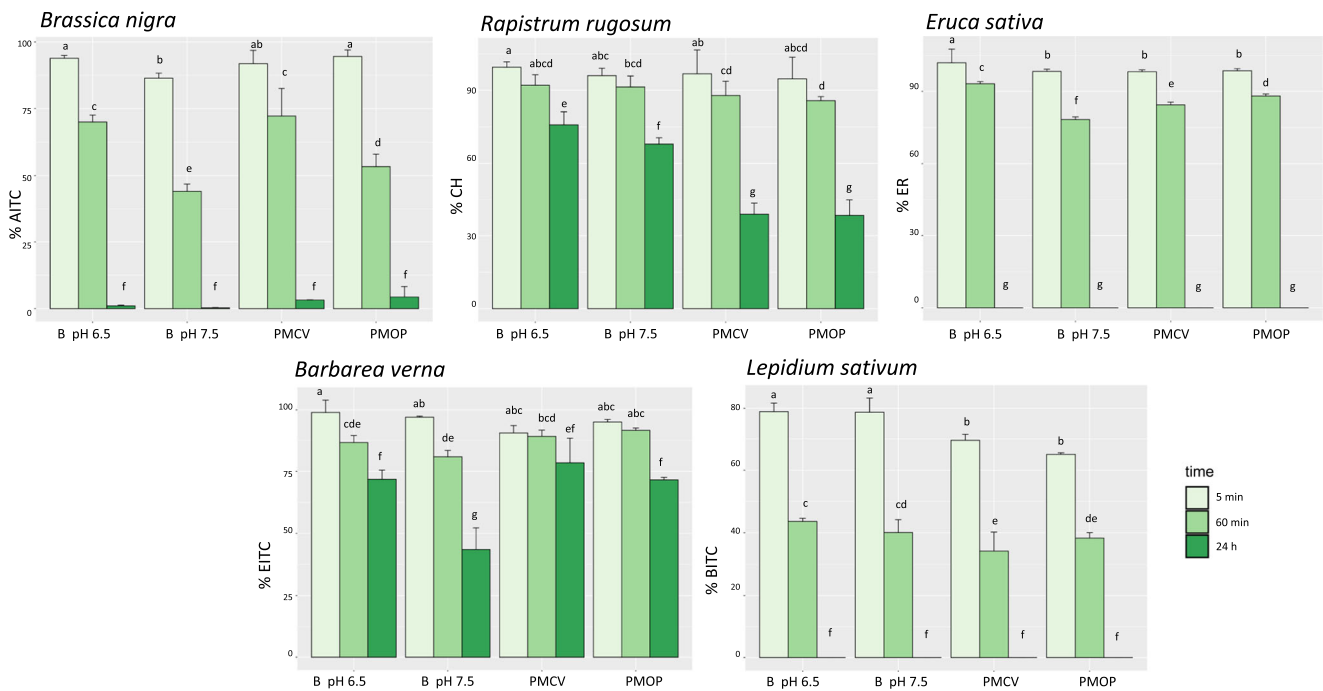 Brassica nigra
% AITC
100
75
50
25
0
a
c
f
b
e
f
ab
c
f
a
d
f
B pH 6.5
B pH 7.5
PMCV
PMOP
Rapistrum rugosum
% CH
90
60
30
0
a
abcd
e
abc
bcd
f
ab
cd
g
abcd
d
g
B pH 6.5
B pH 7.5
PMCV
PMOP
Eruca sativa
% ER
90
60
30
0
a
c
g
b
f
g
b
e
g
b
d
g
B pH 6.5
B pH 7.5
PMCV
PMOP
Barbarea verna
% EITC
100
75
50
25
0
a
cde
f
ab
de
g
abc
bcd
ef
abc
abc
f
B pH 6.5
B pH 7.5
PMCV
PMOP
Lepidium sativum
% BITC
80
60
40
20
0
a
c
f
a
cd
f
b
e
f
b
de
f
B pH 6.5
B pH 7.5
PMCV
PMOP
time
5 min
60 min
24 h